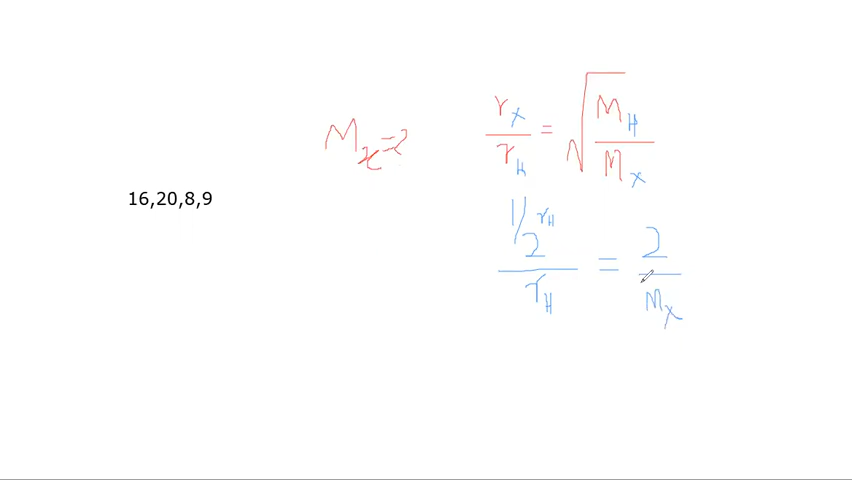 M_x=?
r_X/r_H = √(M_H/M_X)
16,20,8,9
(1/2 r_H)/r_H = 2/M_X